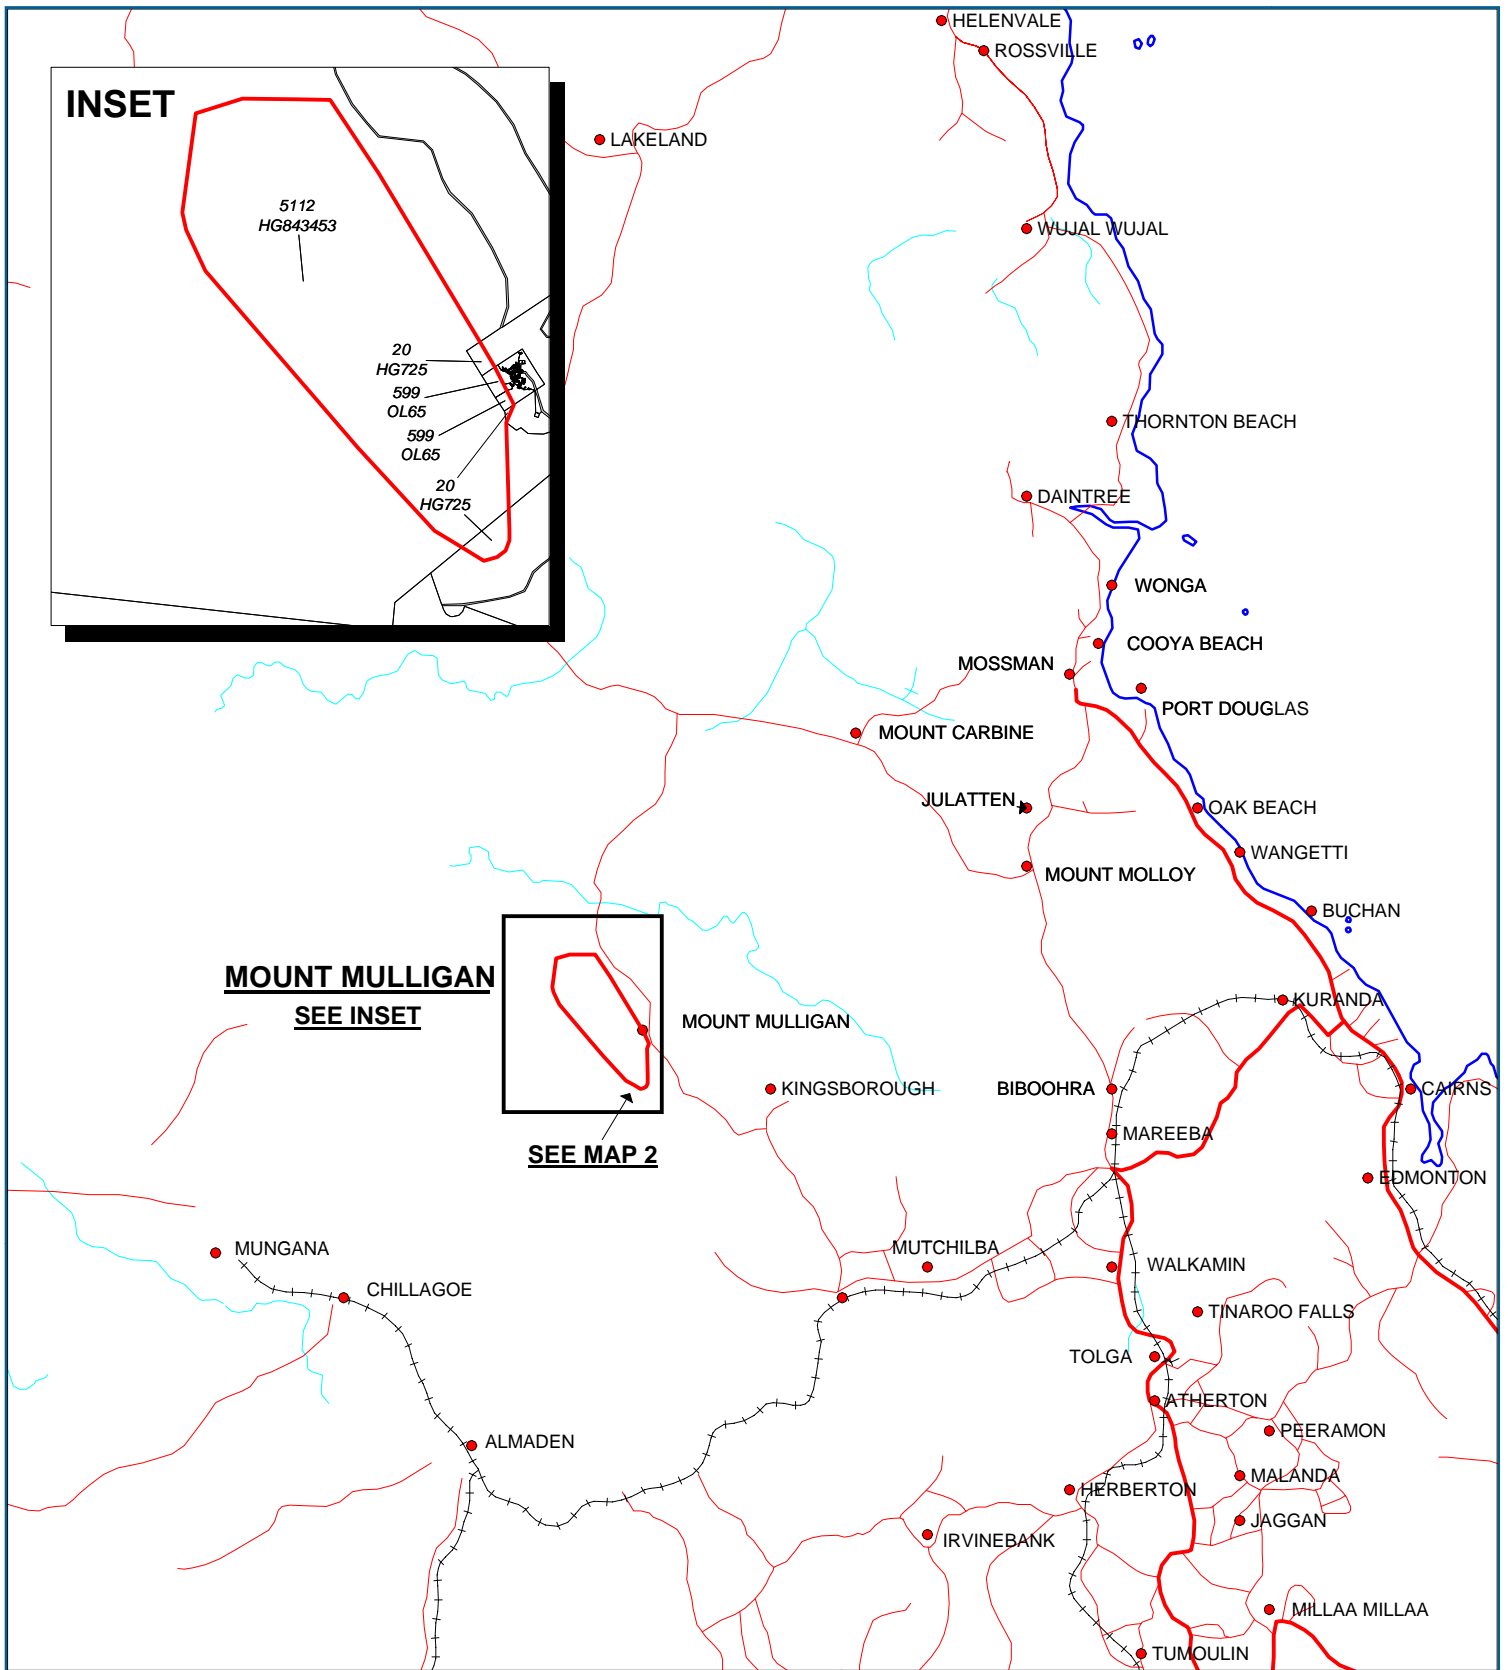 HELENVALE
ROSSVILLE
INSET
LAKELAND
5112
HG843453
WUJAL WUJAL
20
HG725
599
OL65
599
OL65
20
HG725
THORNTON BEACH
DAINTREE
WONGA
COOYA BEACH
MOSSMAN
PORT DOUGLAS
MOUNT CARBINE
JULATTEN
OAK BEACH
WANGETTI
MOUNT MOLLOY
BUCHAN
MOUNT MULLIGAN
SEE INSET
KURANDA
MOUNT MULLIGAN
KINGSBOROUGH
BIBOOHRA
CAIRNS
MAREEBA
SEE MAP 2
EDMONTON
MUNGANA
MUTCHILBA
WALKAMIN
CHILLAGOE
TINAROO FALLS
TOLGA
ATHERTON
PEERAMON
ALMADEN
MALANDA
HERBERTON
JAGGAN
IRVINEBANK
MILLAA MILLAA
TUMOULIN